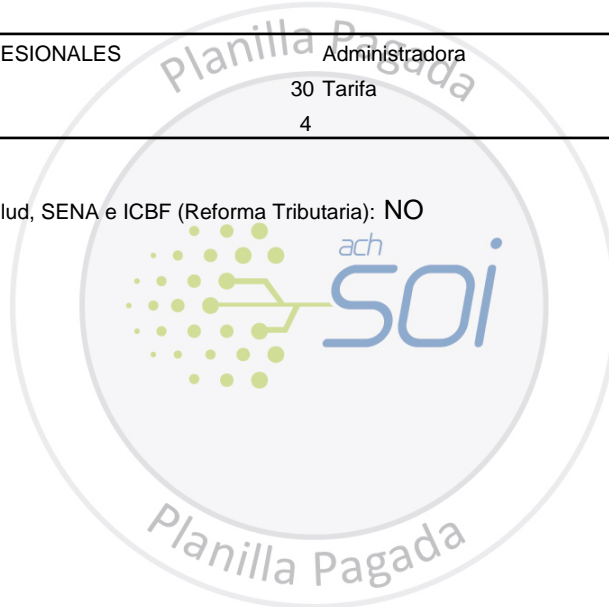 Planilla Pagada
ESIONALES Administradora
30 Tarifa
4
lud, SENA e ICBF (Reforma Tributaria): NO
ach
SOI
Planilla Pagada